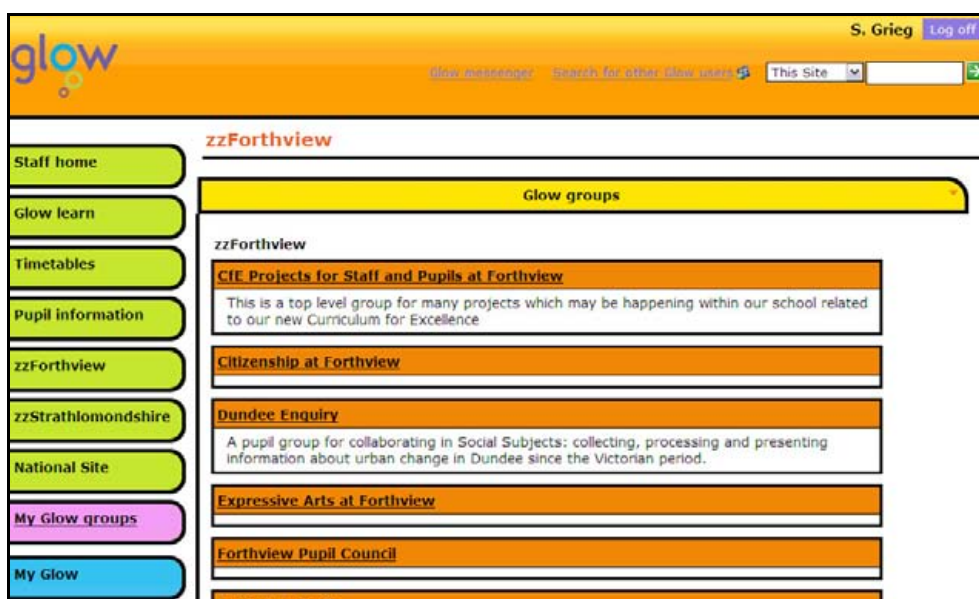 glow
S. Grieg Log off
Glow messenger Search for other Glow users This Site
zzForthview
Staff home
Glow learn
Timetables
Pupil information
zzForthview
zzStrathlomondshire
National Site
My Glow groups
My Glow
Glow groups
zzForthview
CfE Projects for Staff and Pupils at Forthview
This is a top level group for many projects which may be happening within our school related
to our new Curriculum for Excellence
Citizenship at Forthview
Dundee Enquiry
A pupil group for collaborating in Social Subjects: collecting, processing and presenting
information about urban change in Dundee since the Victorian period.
Expressive Arts at Forthview
Forthview Pupil Council